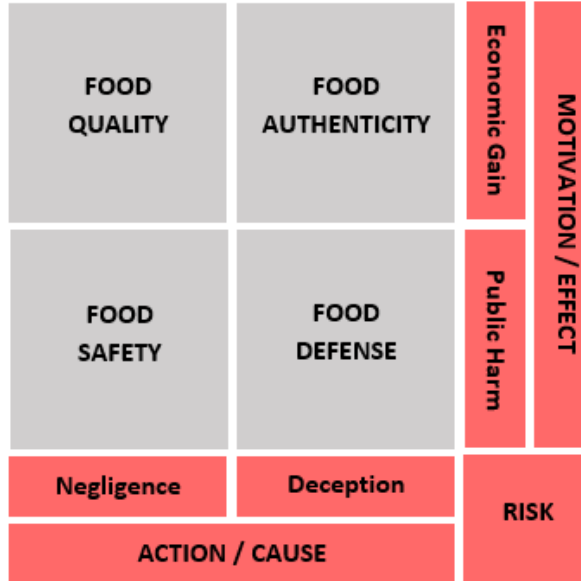 FOOD
QUALITY
FOOD
AUTHENTICITY
Economic Gain
MOTIVATION / EFFECT
FOOD
SAFETY
FOOD
DEFENSE
Public Harm
Negligence
Deception
RISK
ACTION / CAUSE